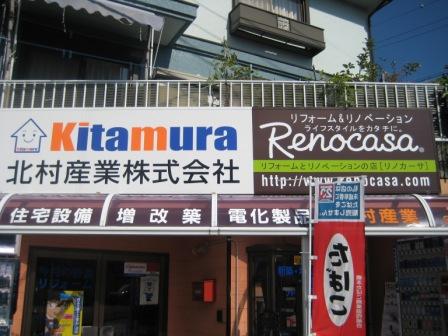 Kitamura
Kitamura
北村産業株式会社
リフォーム&リノベーション
ライフスタイルをカタチに。
Renocasa
リフォームとリノベーションの店[リノカーサ]
http://www.renocasa.com/
住宅設備 増改築 電化製品 村産業
たばこ